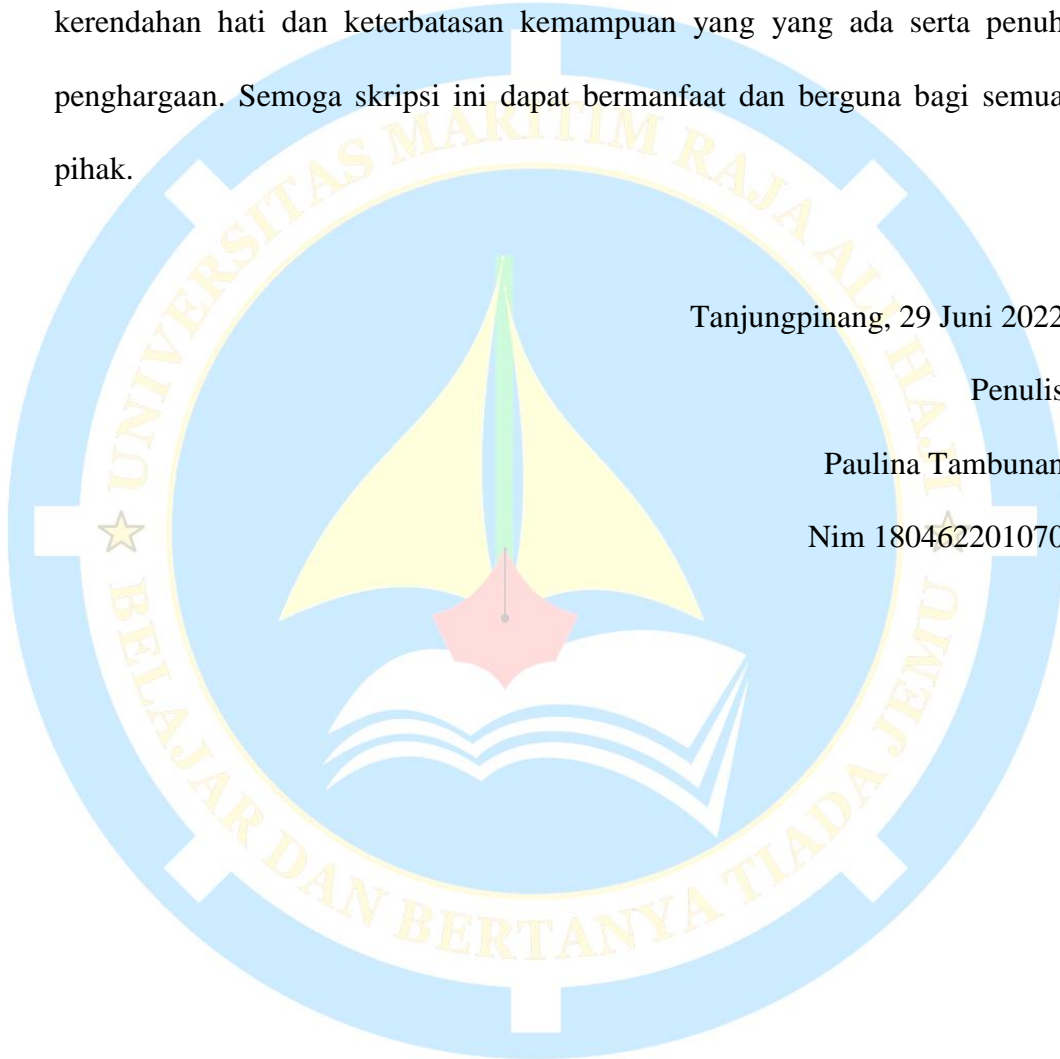 kerendahan hati dan keterbatasan kemampuan yang yang ada serta penuh
penghargaan. Semoga skripsi ini dapat bermanfaat dan berguna bagi semua
pihak.
Tanjungpinang, 29 Juni 2022
Penulis
Paulina Tambunan
Nim 180462201070
UNIVERSITAS MARITIM RAJA ALI HAJI
BELAJAR DAN BERTANYA TIADA JEMU